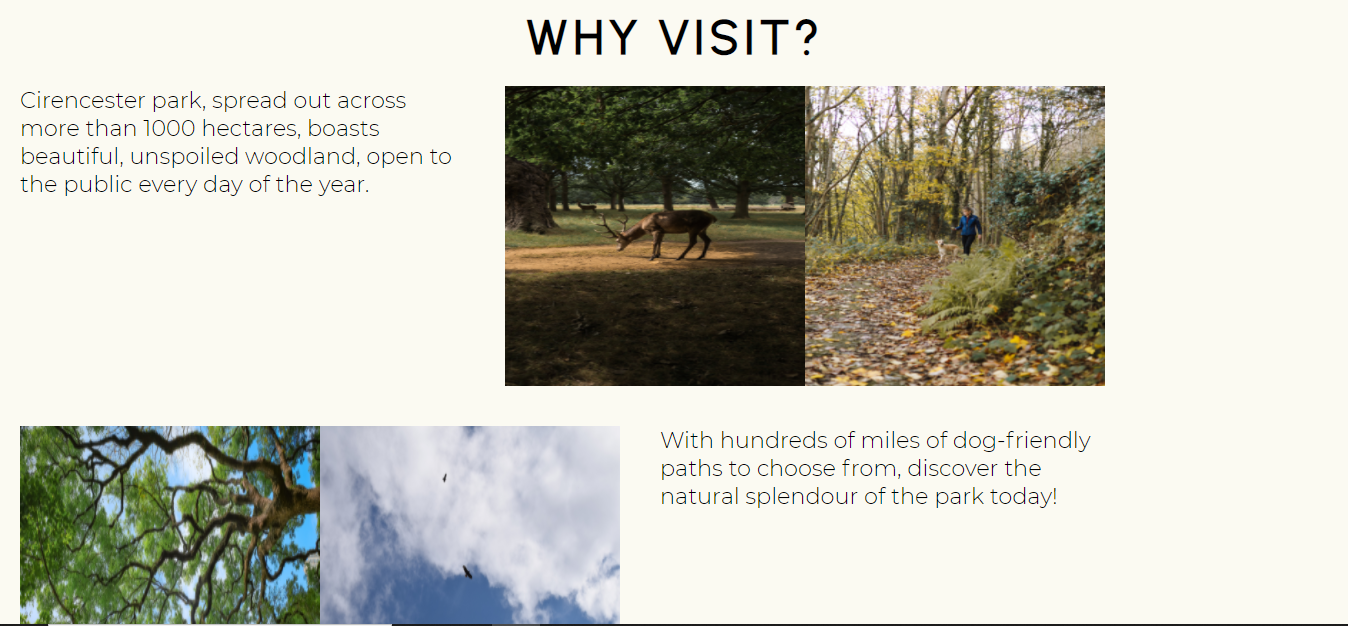 WHY VISIT?
Cirencester park, spread out across
more than 1000 hectares, boasts
beautiful, unspoiled woodland, open to
the public every day of the year.
With hundreds of miles of dog-friendly
paths to choose from, discover the
natural splendour of the park today!